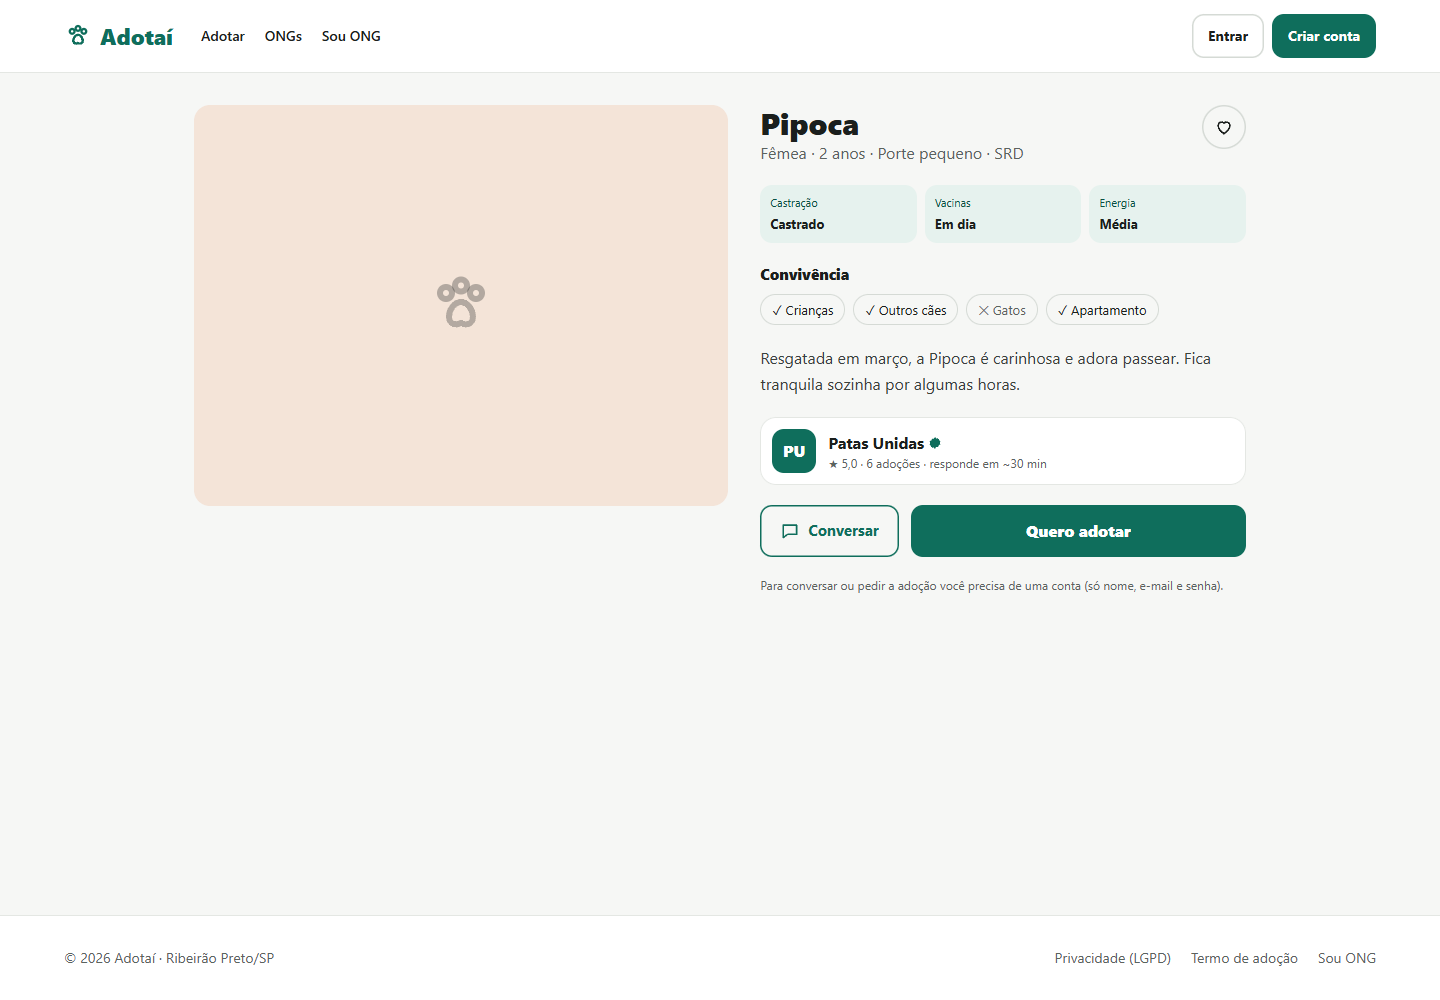 Adotaí
Adotar
ONGs
Sou ONG
Entrar
Criar conta
Pipoca
Fêmea · 2 anos · Porte pequeno · SRD
Castração
Castrado
Vacinas
Em dia
Energia
Média
Convivência
✓ Crianças
✓ Outros cães
✕ Gatos
✓ Apartamento
Resgatada em março, a Pipoca é carinhosa e adora passear. Fica
tranquila sozinha por algumas horas.
PU
Patas Unidas
★ 5,0 · 6 adoções · responde em ~30 min
Conversar
Quero adotar
Para conversar ou pedir a adoção você precisa de uma conta (só nome, e-mail e senha).
© 2026 Adotaí · Ribeirão Preto/SP
Privacidade (LGPD)
Termo de adoção
Sou ONG